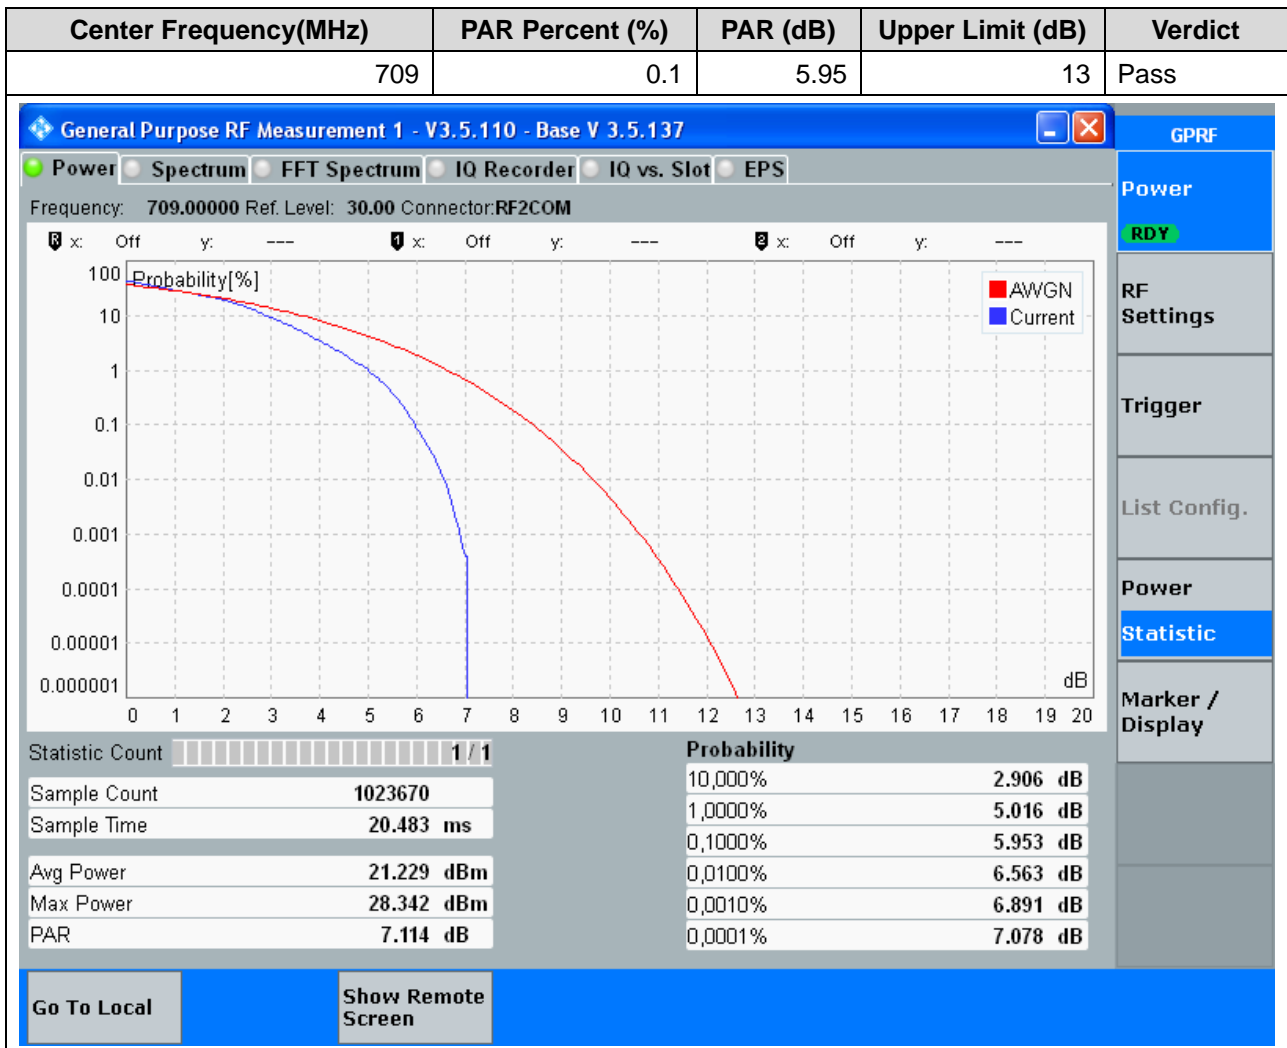 Center Frequency(MHz) PAR Percent (%) PAR (dB) Upper Limit (dB) Verdict
709 0.1 5.95 13 Pass
General Purpose RF Measurement 1 - V3.5.110 - Base V 3.5.137
GPRF
Power Spectrum FFT Spectrum IQ Recorder IQ vs. Slot EPS
Frequency: 709.00000 Ref. Level: 30.00 Connector:RF2COM
R x: Off y: --- 1 x: Off y: --- 2 x: Off y: ---
Probability[%]
AWGN
Current
100
10
1
0.1
0.01
0.001
0.0001
0.00001
0.000001
dB
0 1 2 3 4 5 6 7 8 9 10 11 12 13 14 15 16 17 18 19 20
Statistic Count 1 / 1
Sample Count 1023670
Sample Time 20.483 ms
Avg Power 21.229 dBm
Max Power 28.342 dBm
PAR 7.114 dB
Probability
10,000% 2.906 dB
1,0000% 5.016 dB
0,1000% 5.953 dB
0,0100% 6.563 dB
0,0010% 6.891 dB
0,0001% 7.078 dB
Power
RDY
RF
Settings
Trigger
List Config.
Power
Statistic
Marker /
Display
Go To Local
Show Remote
Screen